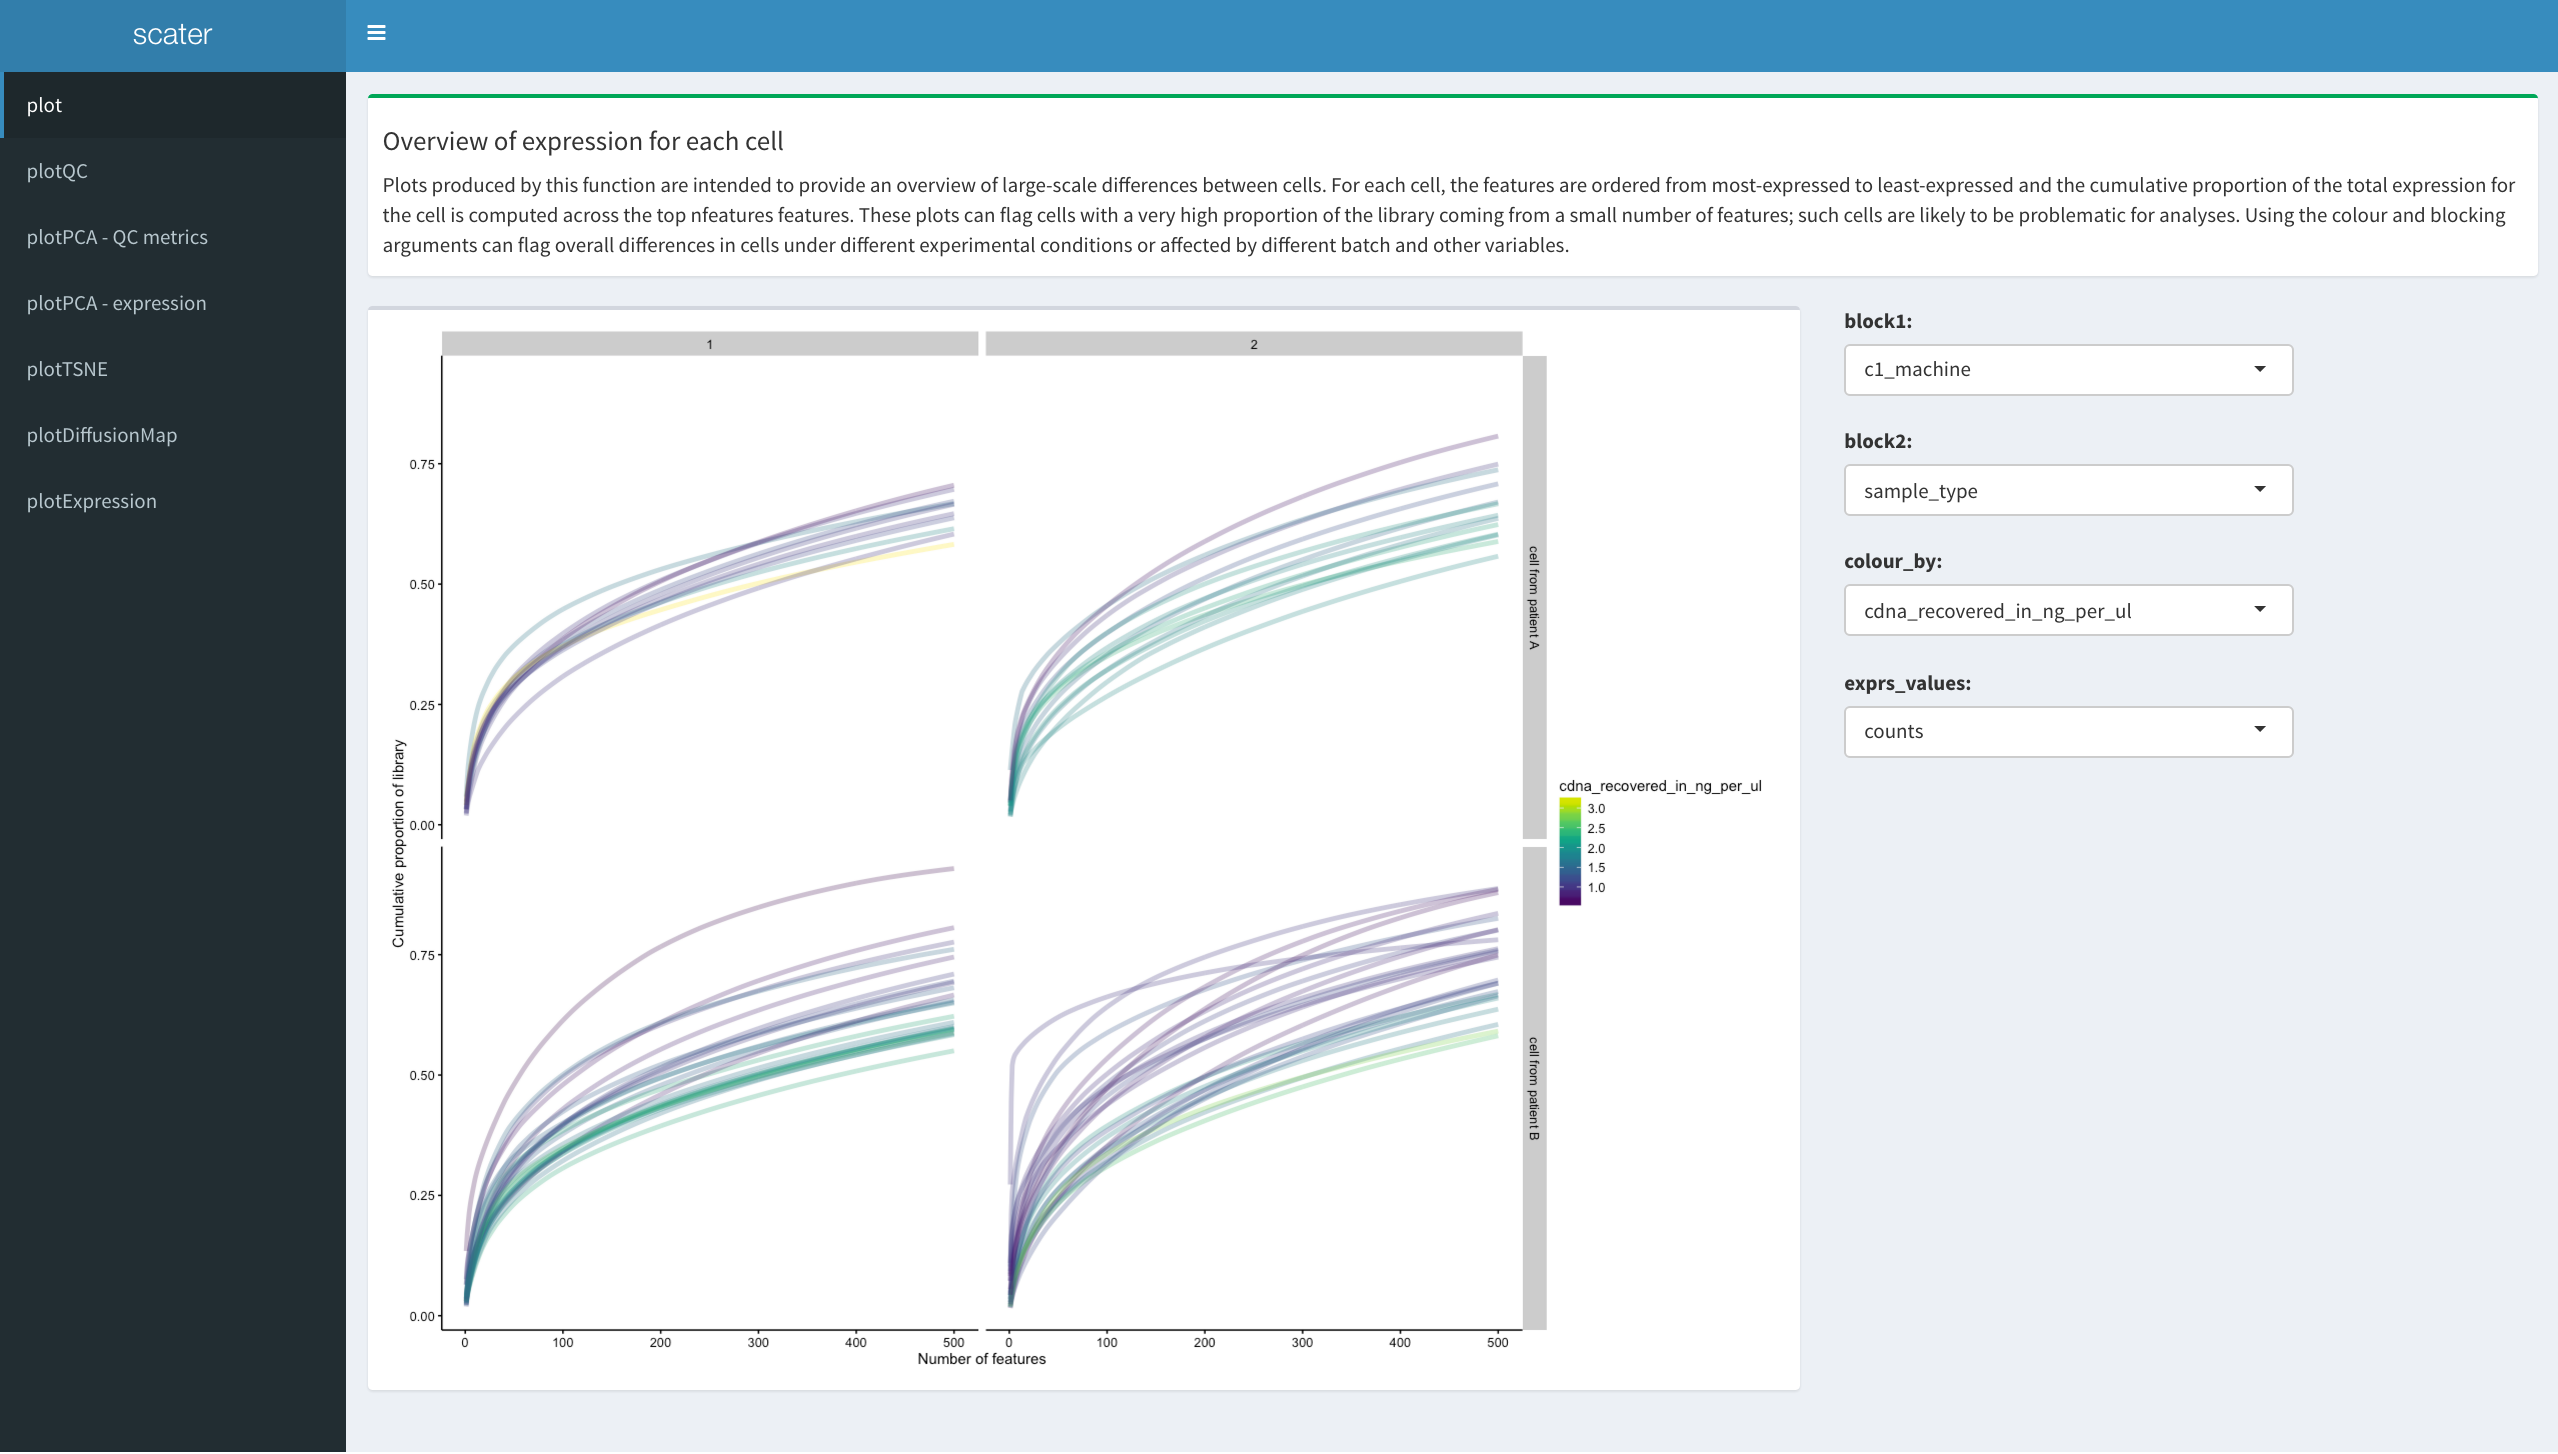 scater
plot
plotQC
plotPCA - QC metrics
plotPCA - expression
plotTSNE
plotDiffusionMap
plotExpression
Overview of expression for each cell
Plots produced by this function are intended to provide an overview of large-scale differences between cells. For each cell, the features are ordered from most-expressed to least-expressed and the cumulative proportion of the total expression for
the cell is computed across the top nfeatures features. These plots can flag cells with a very high proportion of the library coming from a small number of features; such cells are likely to be problematic for analyses. Using the colour and blocking
arguments can flag overall differences in cells under different experimental conditions or affected by different batch and other variables.
1
2
0.75
0.50
0.25
0.00
cell from patient A
Cumulative proportion of library
0.75
0.50
0.25
0.00
cell from patient B
0 100 200 300 400 500
0 100 200 300 400 500
Number of features
cdna_recovered_in_ng_per_ul
3.0
2.5
2.0
1.5
1.0
block1:
c1_machine
block2:
sample_type
colour_by:
cdna_recovered_in_ng_per_ul
exprs_values:
counts